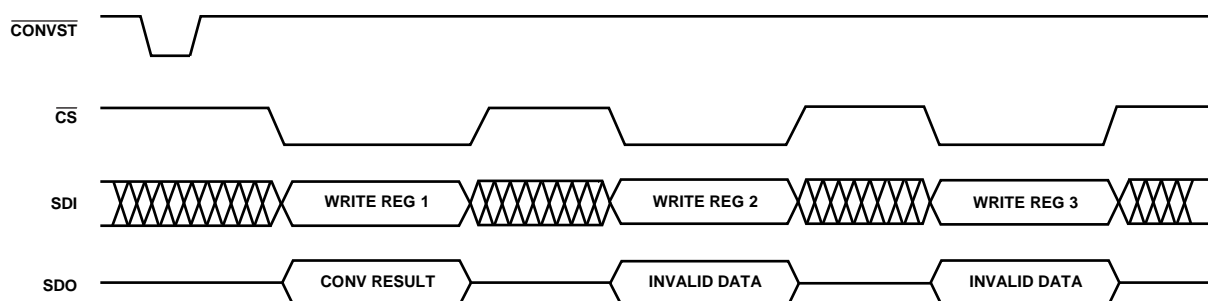 CONVST
CS
SDI WRITE REG 1 WRITE REG 2 WRITE REG 3
SDO CONV RESULT INVALID DATA INVALID DATA